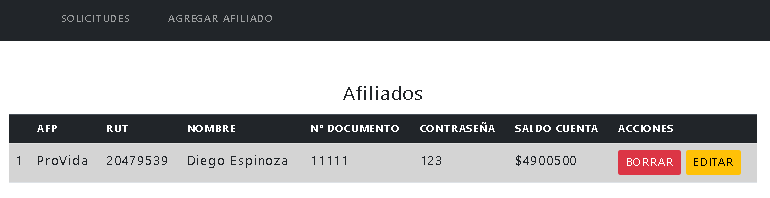 SOLICITUDES AGREGAR AFILIADO
Afiliados
AFP RUT NOMBRE Nº DOCUMENTO CONTRASEÑA SALDO CUENTA ACCIONES
1 ProVida 20479539 Diego Espinoza 11111 123 $4900500 BORRAR EDITAR